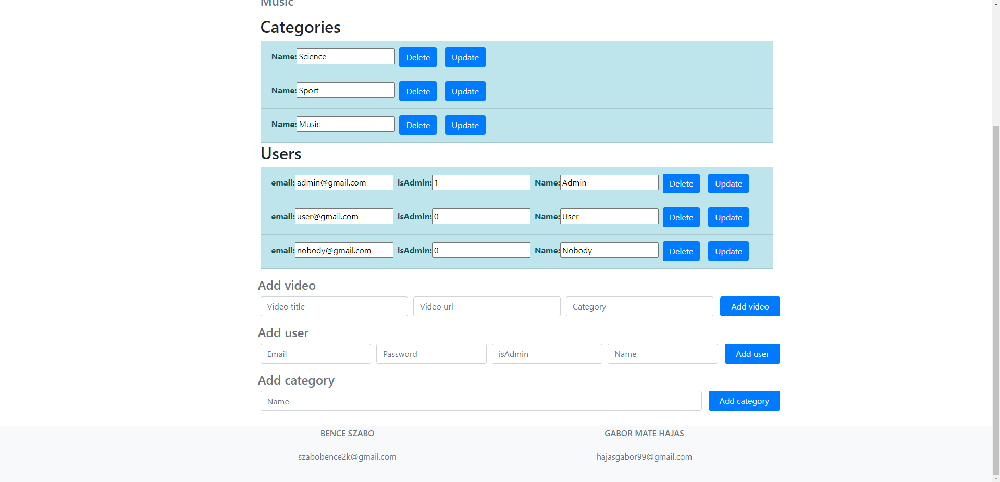 Music
Categories
Name: Science Delete Update
Name: Sport Delete Update
Name: Music Delete Update
Users
email: admin@gmail.com isAdmin: 1 Name: Admin Delete Update
email: user@gmail.com isAdmin: 0 Name: User Delete Update
email: nobody@gmail.com isAdmin: 0 Name: Nobody Delete Update
Add video
Video title Video url Category Add video
Add user
Email Password isAdmin Name Add user
Add category
Name Add category
BENCE SZABO GABOR MATE HAJAS
szabobence2k@gmail.com hajasgabor99@gmail.com